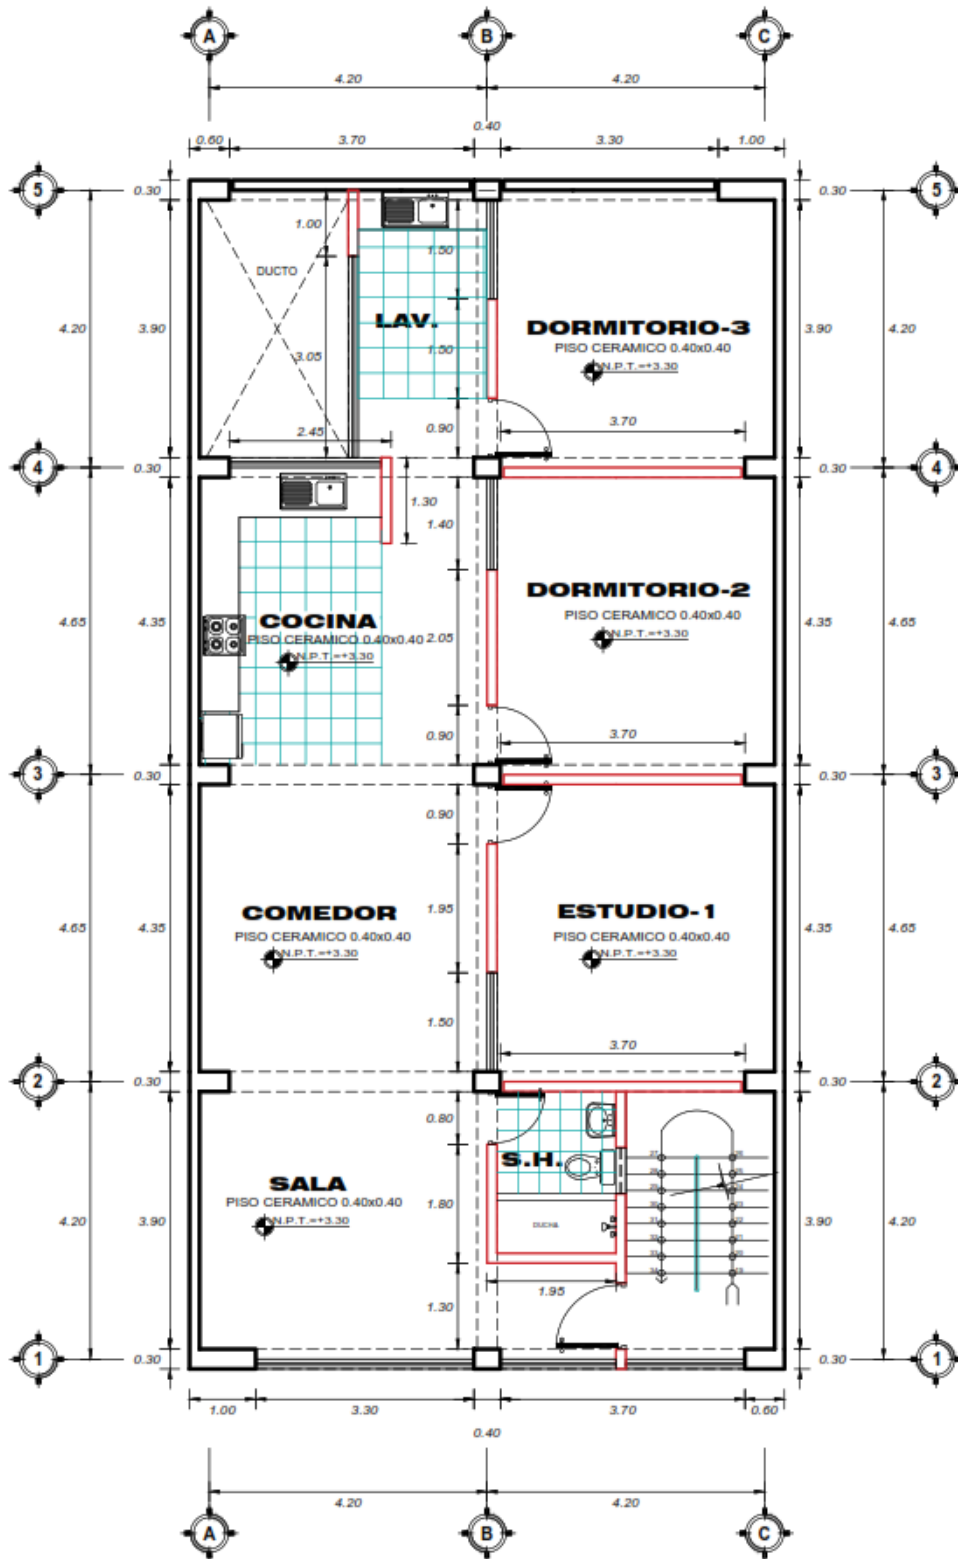 A B C
4.20 4.20
0.40
0.60 3.70 3.30 1.00
5 0.30 0.30 5
1.00
1.50
DUCTO
LAV.
DORMITORIO-3
PISO CERAMICO 0.40x0.40
N.P.T.=+3.30
4.20 3.90 3.90 4.20
3.05 1.50
0.90 3.70
2.45
4 0.30 0.30 4
1.30
1.40
DORMITORIO-2
PISO CERAMICO 0.40x0.40
N.P.T.=+3.30
COCINA
PISO CERAMICO 0.40x0.40
N.P.T.=+3.30
4.65 4.35 2.05 4.35 4.65
0.90 3.70
3 0.30 0.30 3
0.90
COMEDOR
PISO CERAMICO 0.40x0.40
N.P.T.=+3.30
1.95
ESTUDIO-1
PISO CERAMICO 0.40x0.40
N.P.T.=+3.30
4.65 4.35 4.35 4.65
1.50
3.70
2 0.30 0.30 2
0.80
S.H.
SALA
PISO CERAMICO 0.40x0.40
N.P.T.=+3.30
1.80
DUCHA
4.20 3.90 3.90 4.20
1.95
1.30
1 0.30 0.30 1
1.00 3.30 3.70 0.60
0.40
4.20 4.20
A B C